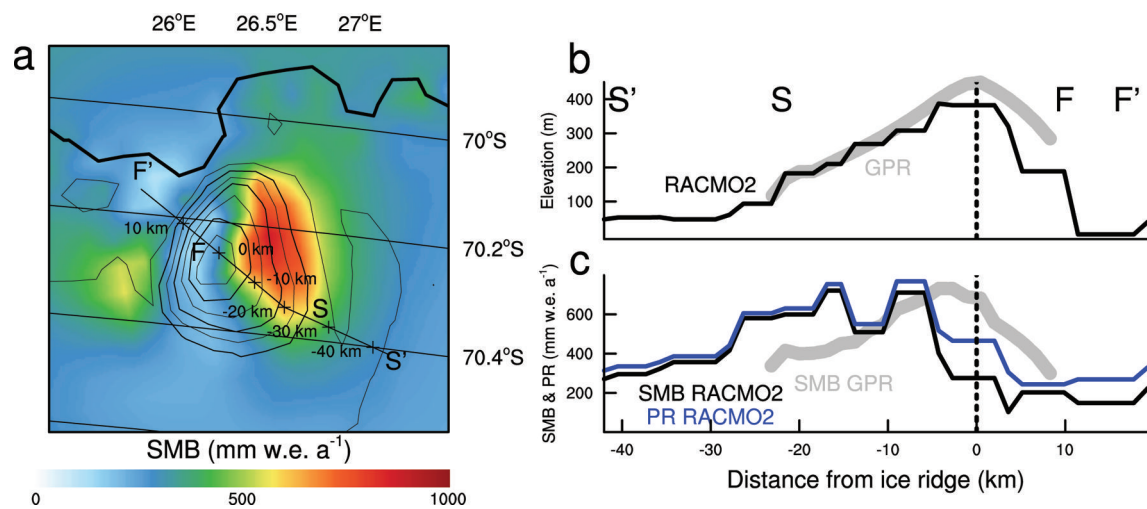 26°E 26.5°E 27°E
a
70°S
F'
10 km
70.2°S
F
0 km
-10 km
-20 km
S
-30 km
-40 km
S'
70.4°S
SMB (mm w.e. a⁻¹)
0 500 1000
b
S' S F F'
Elevation (m)
400
300
200
100
RACMO2
GPR
c
SMB & PR (mm w.e. a⁻¹)
600
400
200
SMB GPR
SMB RACMO2
PR RACMO2
-40 -30 -20 -10 0 10
Distance from ice ridge (km)